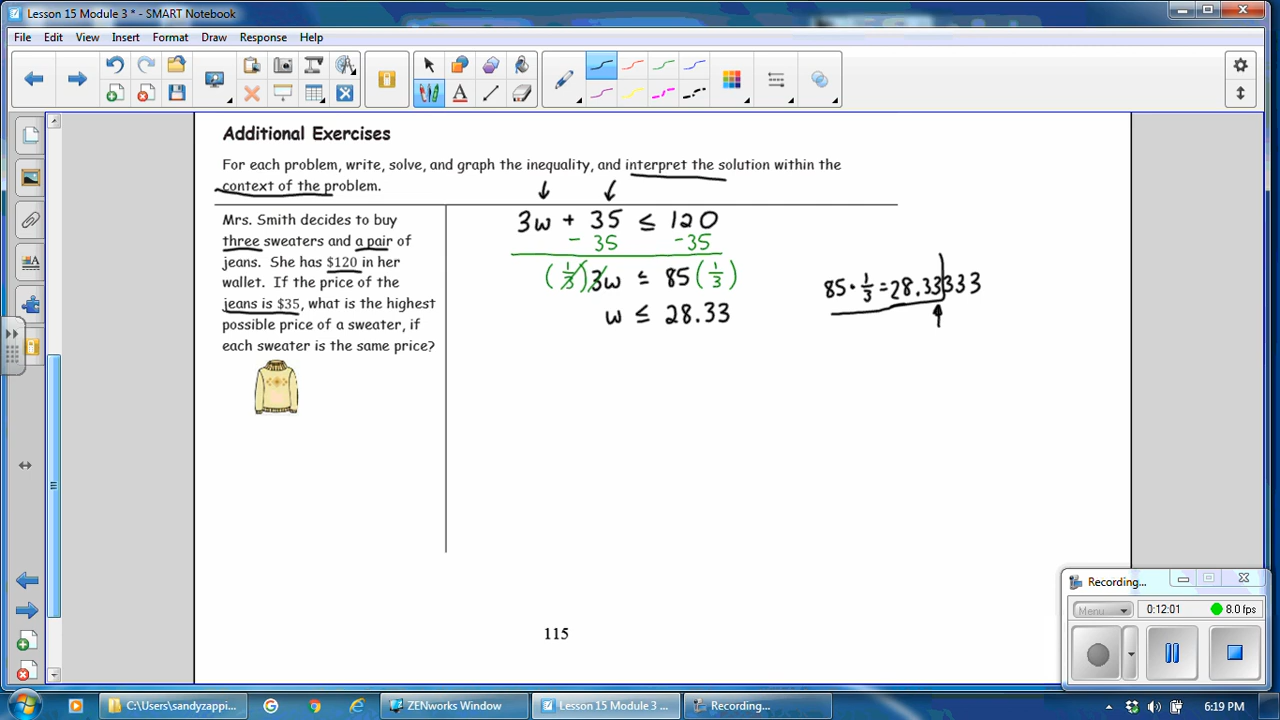 Lesson 15 Module 3 * - SMART Notebook
File Edit View Insert Format Draw Response Help
Additional Exercises
For each problem, write, solve, and graph the inequality, and interpret the solution within the
context of the problem.
Mrs. Smith decides to buy
three sweaters and a pair of
jeans. She has $120 in her
wallet. If the price of the
jeans is $35, what is the highest
possible price of a sweater, if
each sweater is the same price?
3w + 35 ≤ 120
- 35 -35
(1/3) 3w ≤ 85 (1/3)
w ≤ 28.33
85 • 1/3 = 28.33333
115
Recording...
Menu
0:12:01
8.0 fps
C:\Users\sandyzappi...
ZENworks Window
Lesson 15 Module 3 ...
Recording...
6:19 PM